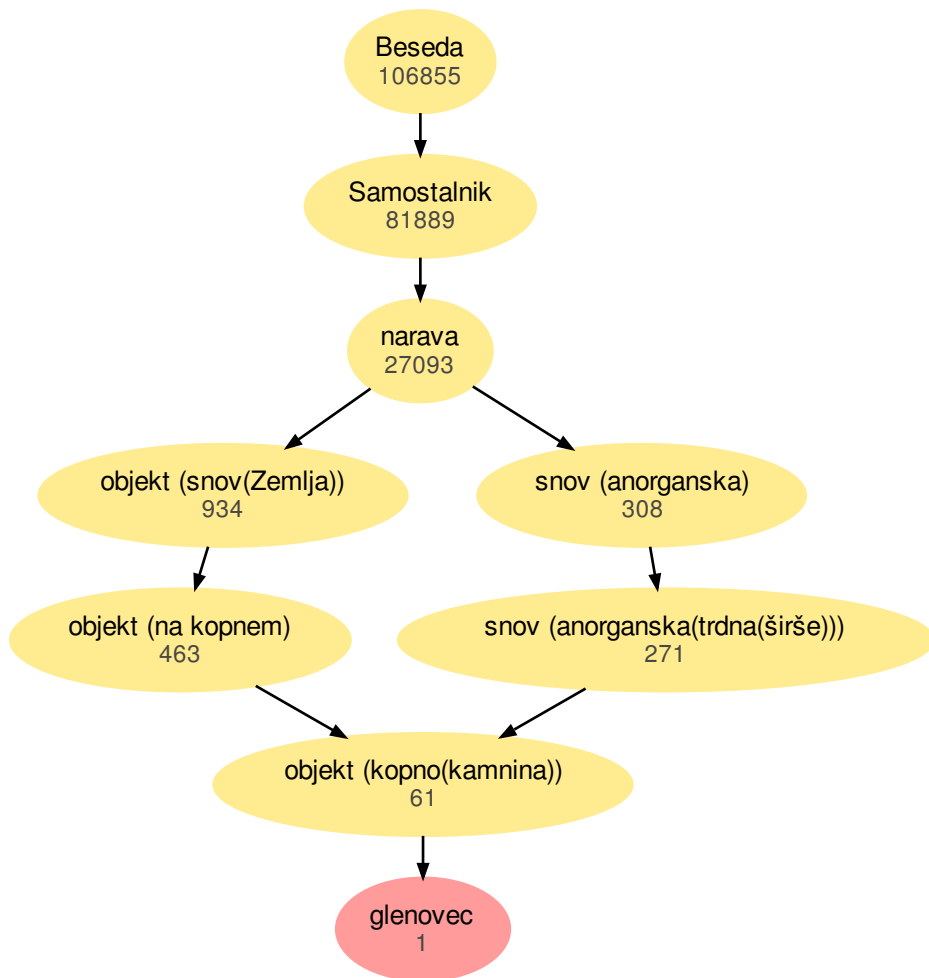 Beseda
106855
Samostalnik
81889
narava
27093
objekt (snov(Zemlja))
934
snov (anorganska)
308
objekt (na kopnem)
463
snov (anorganska(trdna(širše)))
271
objekt (kopno(kamnina))
61
glenovec
1